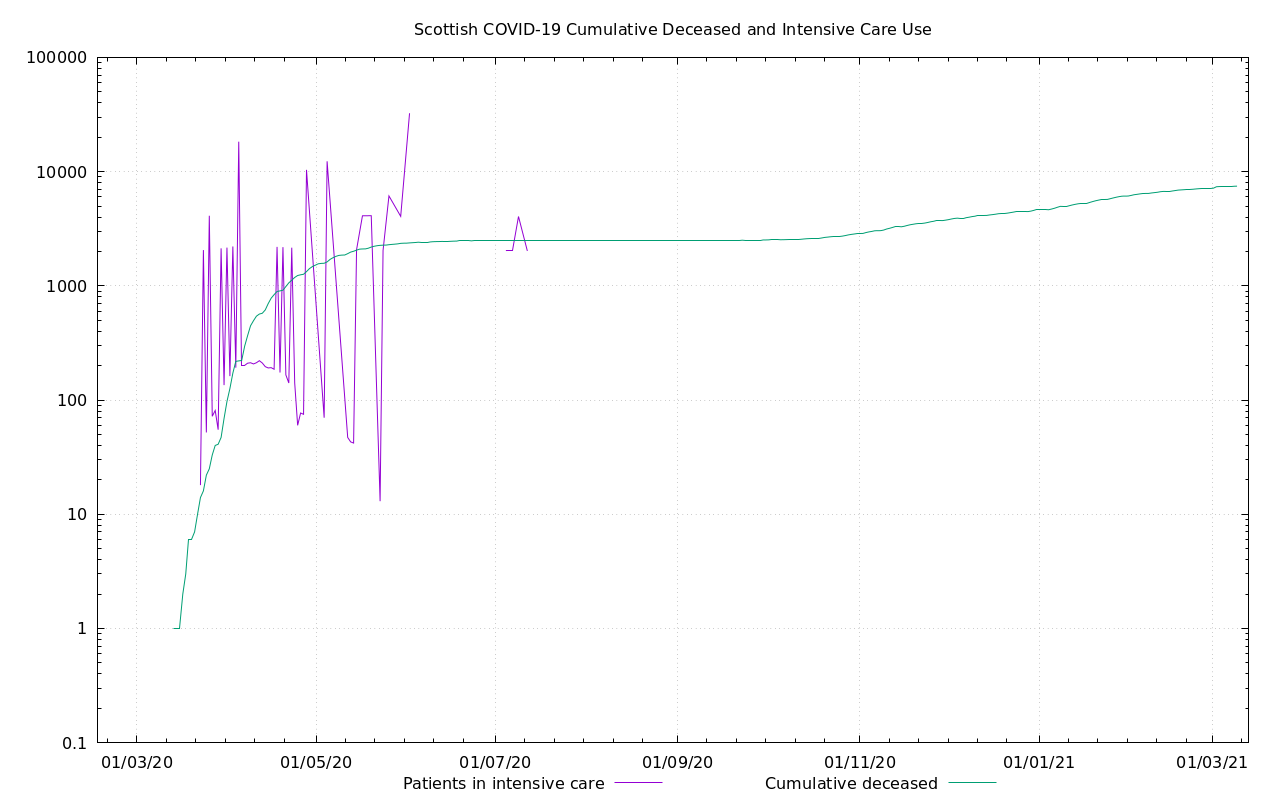 Scottish COVID-19 Cumulative Deceased and Intensive Care Use
100000
10000
1000
100
10
1
0.1
01/03/20 01/05/20 01/07/20 01/09/20 01/11/20 01/01/21 01/03/21
Patients in intensive care Cumulative deceased